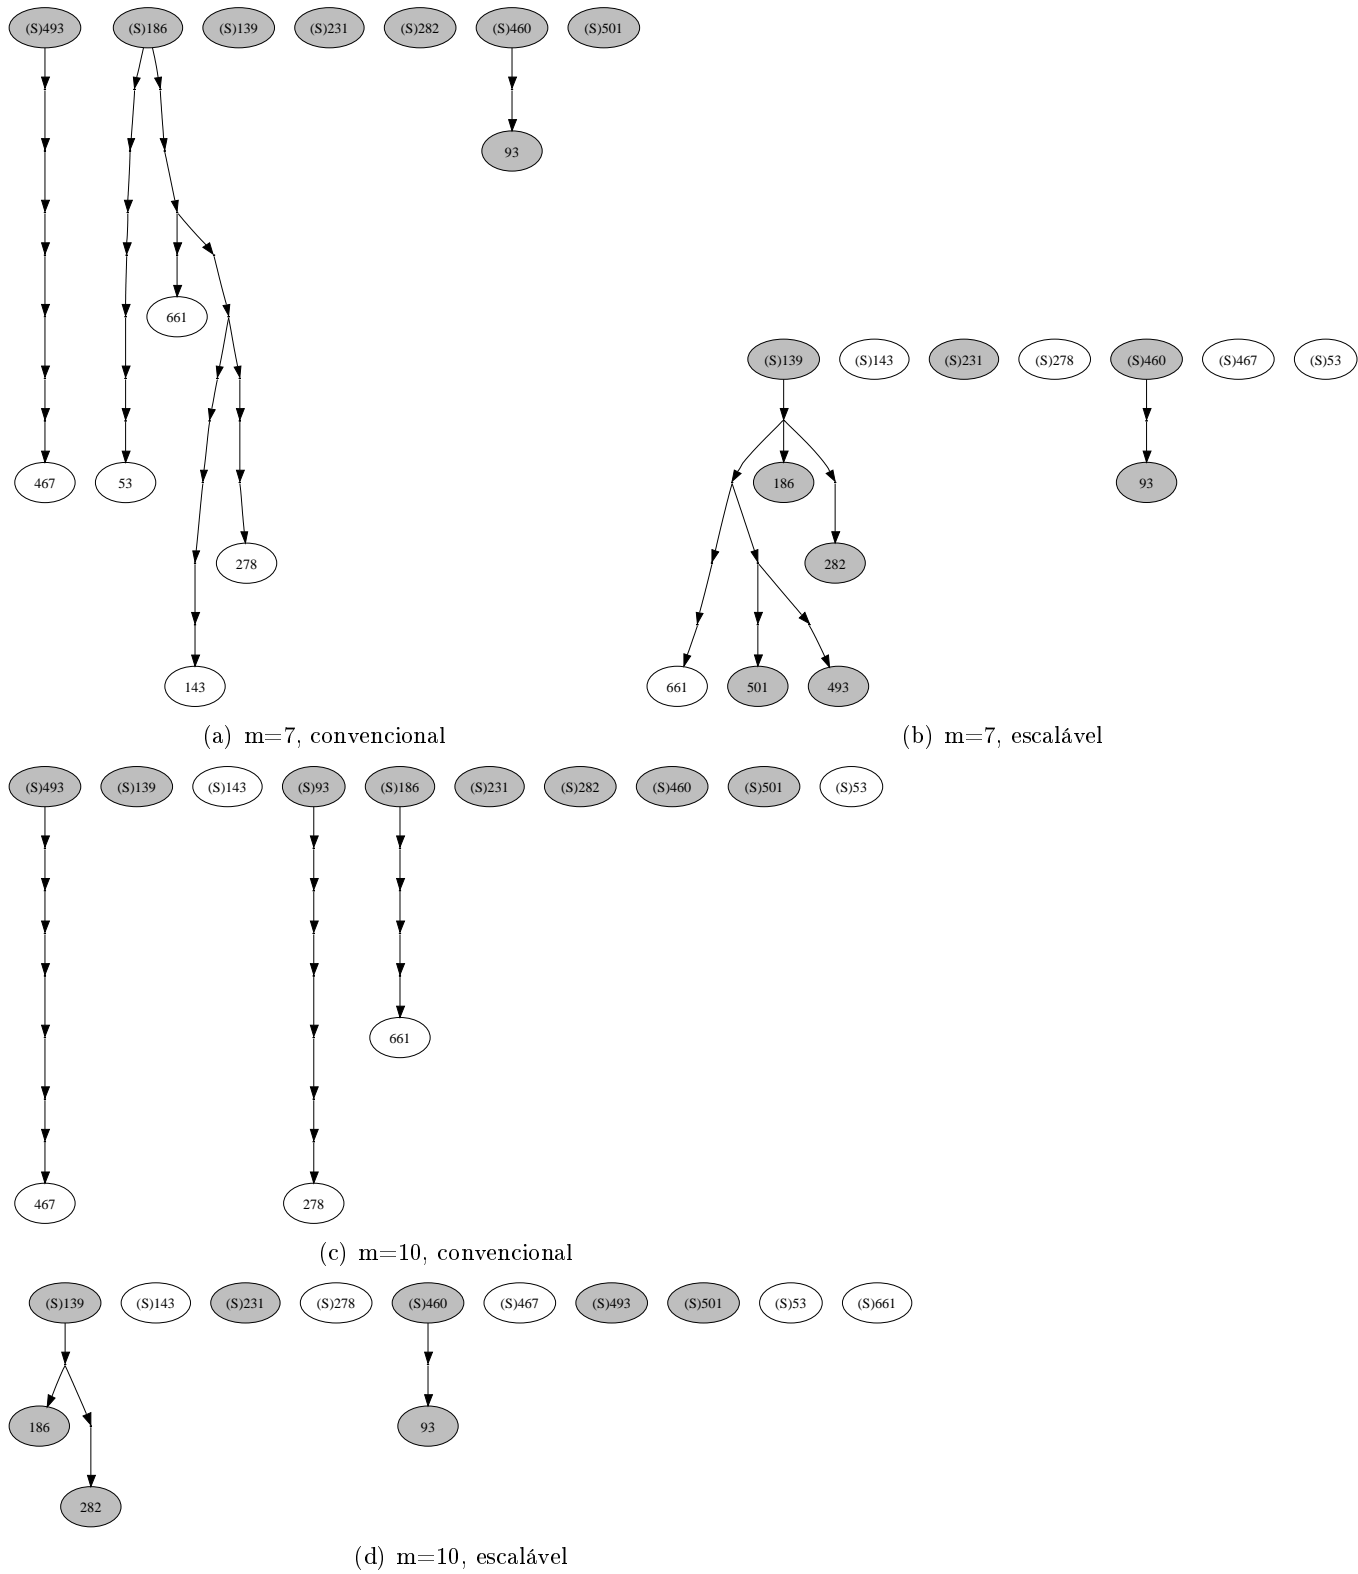 (S)493 (S)186 (S)139 (S)231 (S)282 (S)460 (S)501
93
661
467 53
278
143
(a) m=7, convencional
(S)139 (S)143 (S)231 (S)278 (S)460 (S)467 (S)53
186 93
282
661 501 493
(b) m=7, escalável
(S)493 (S)139 (S)143 (S)93 (S)186 (S)231 (S)282 (S)460 (S)501 (S)53
661
467 278
(c) m=10, convencional
(S)139 (S)143 (S)231 (S)278 (S)460 (S)467 (S)493 (S)501 (S)53 (S)661
186 93
282
(d) m=10, escalável